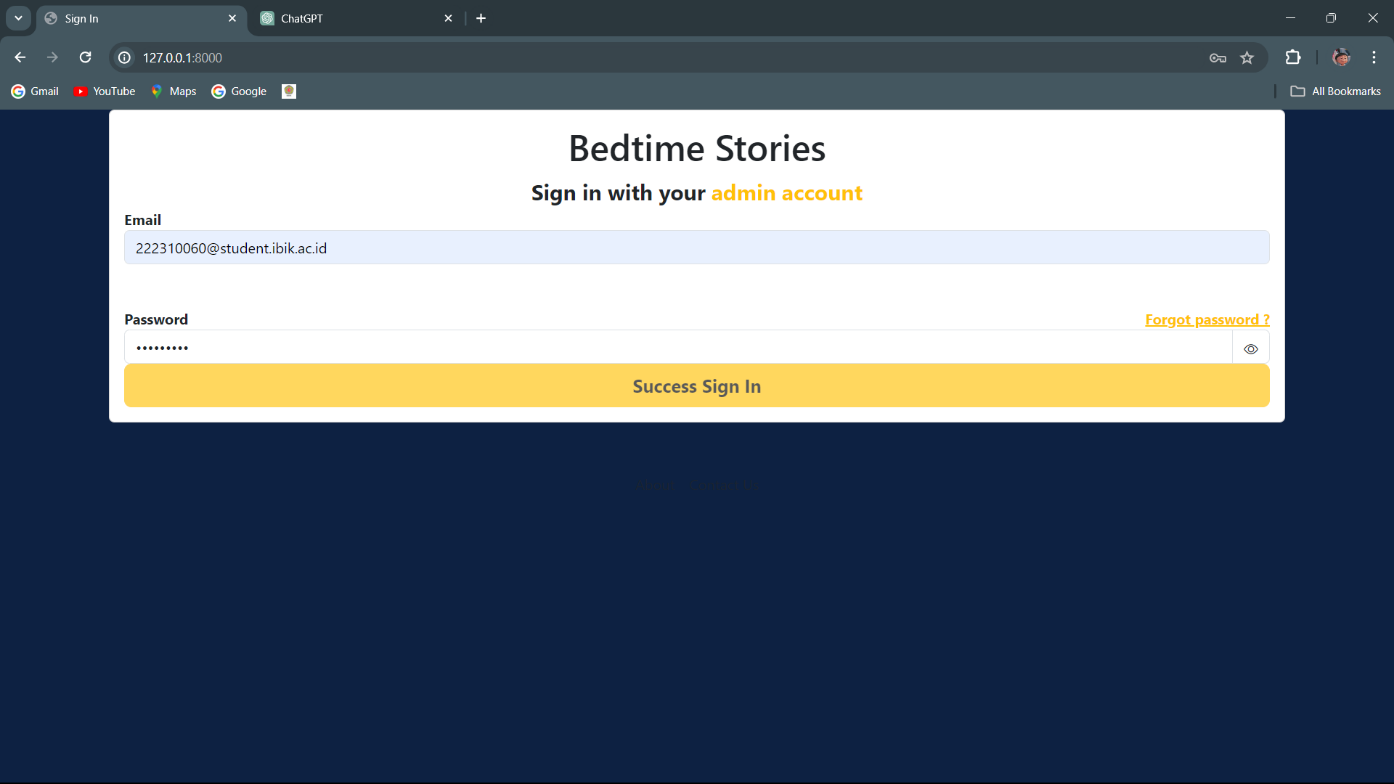 Sign In
ChatGPT
127.0.0.1:8000
Gmail
YouTube
Maps
Google
All Bookmarks
Bedtime Stories
Sign in with your admin account
Email
222310060@student.ibik.ac.id
Password
Forgot password ?
•••••••••
Success Sign In